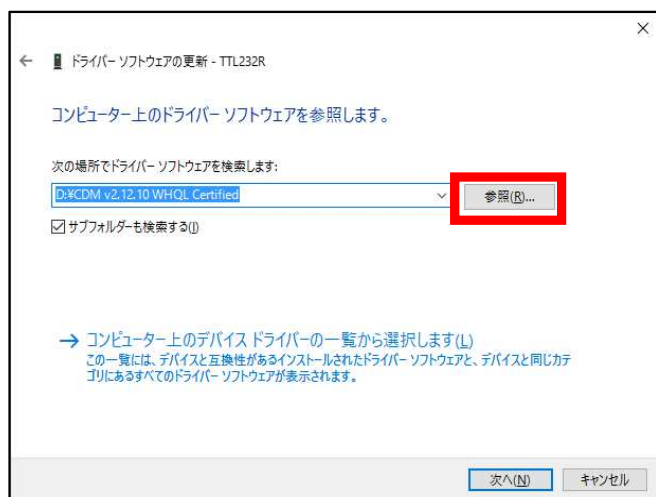 ドライバー ソフトウェアの更新 - TTL232R
コンピューター上のドライバー ソフトウェアを参照します。
次の場所でドライバー ソフトウェアを検索します:
D:¥CDM v2.12.10 WHQL Certified
参照(R)...
サブフォルダーも検索する(I)
コンピューター上のデバイス ドライバーの一覧から選択します(L)
この一覧には、デバイスと互換性があるインストールされたドライバー ソフトウェアと、デバイスと同じカテ
ゴリにあるすべてのドライバー ソフトウェアが表示されます。
次へ(N)
キャンセル